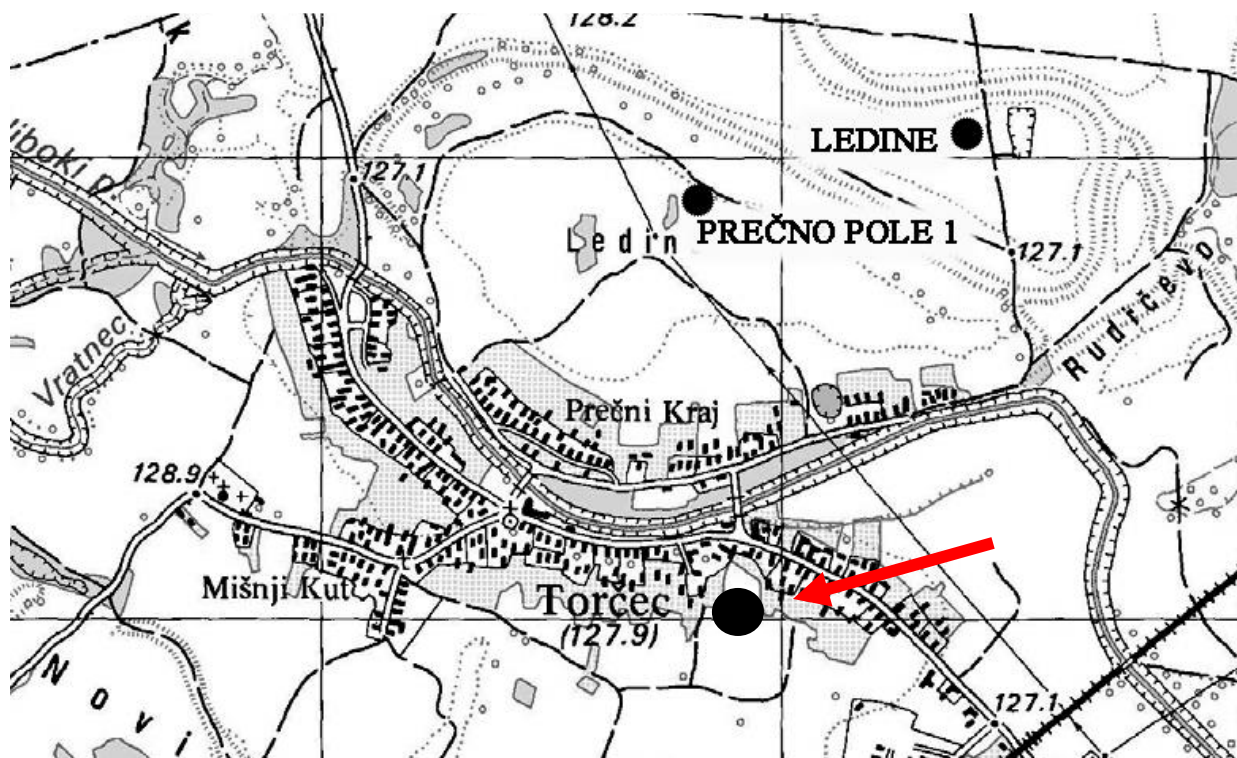 128.2
LEDINE
127.1
Ledin
PREČNO POLE 1
127.1
Rudrčevo
Vratnec
Prečni Kraj
128.9
Mišnji Kut
Torčec
(127.9)
Novi
127.1